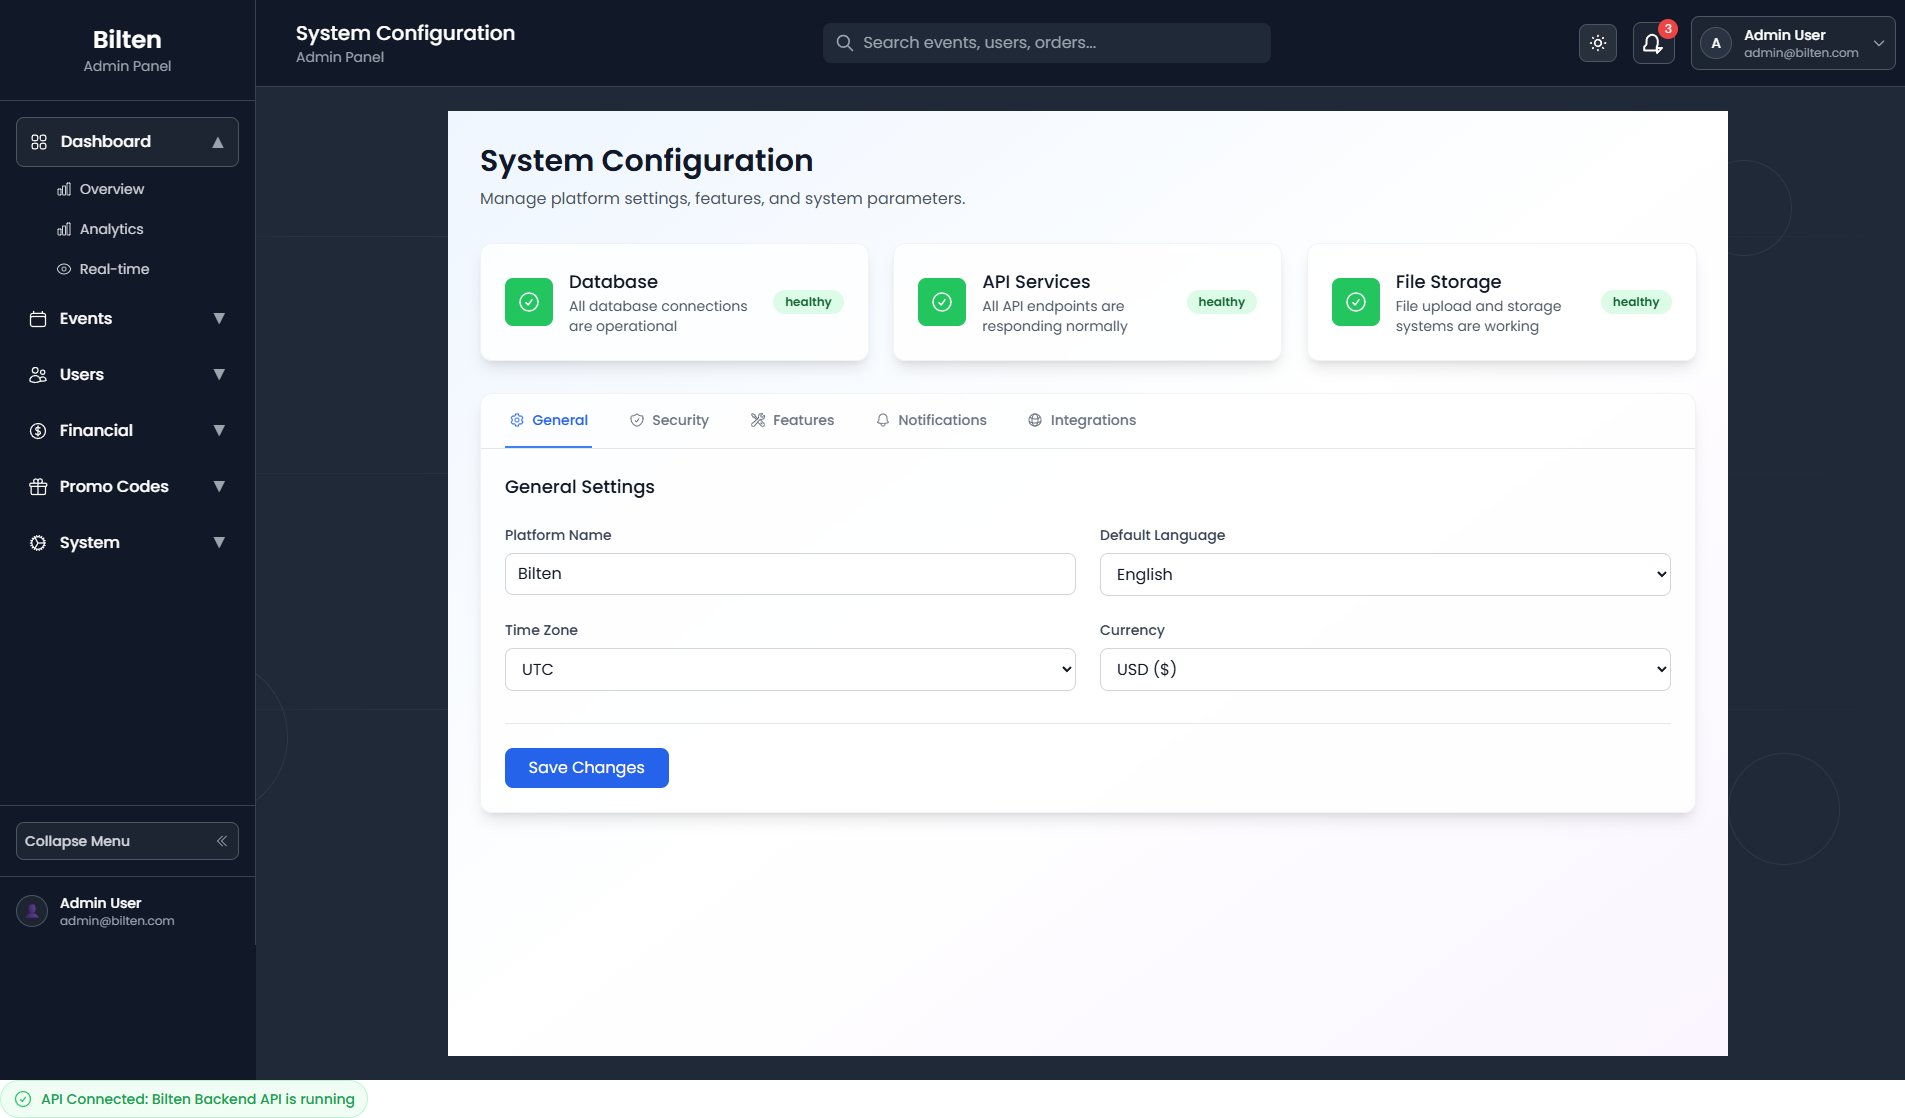 Bilten
Admin Panel
Dashboard
Overview
Analytics
Real-time
Events
Users
Financial
Promo Codes
System
Collapse Menu
Admin User
admin@bilten.com
System Configuration
Admin Panel
Search events, users, orders...
3
A
Admin User
admin@bilten.com
System Configuration
Manage platform settings, features, and system parameters.
Database
All database connections
are operational
healthy
API Services
All API endpoints are
responding normally
healthy
File Storage
File upload and storage
systems are working
healthy
General
Security
Features
Notifications
Integrations
General Settings
Platform Name
Bilten
Default Language
English
Time Zone
UTC
Currency
USD ($)
Save Changes
API Connected: Bilten Backend API is running